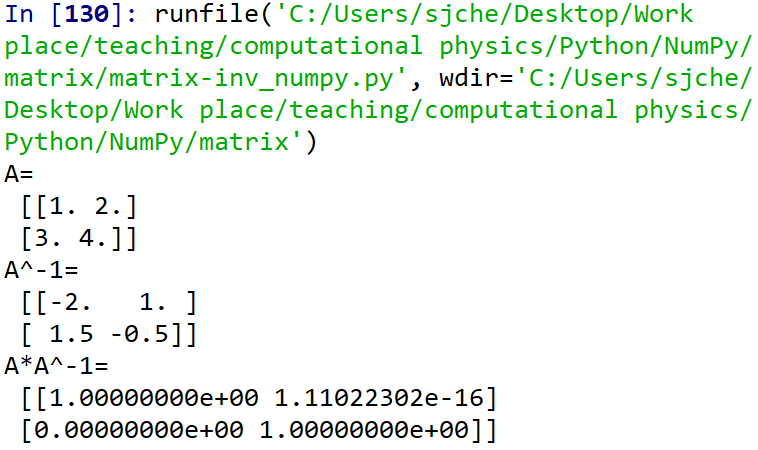 In [130]: runfile('C:/Users/sjche/Desktop/Work
place/teaching/computational physics/Python/NumPy/
matrix/matrix-inv_numpy.py', wdir='C:/Users/sjche/
Desktop/Work place/teaching/computational physics/
Python/NumPy/matrix')
A=
 [[1. 2.]
 [3. 4.]]
A^-1=
 [[-2.   1. ]
 [ 1.5 -0.5]]
A*A^-1=
 [[1.00000000e+00 1.11022302e-16]
 [0.00000000e+00 1.00000000e+00]]